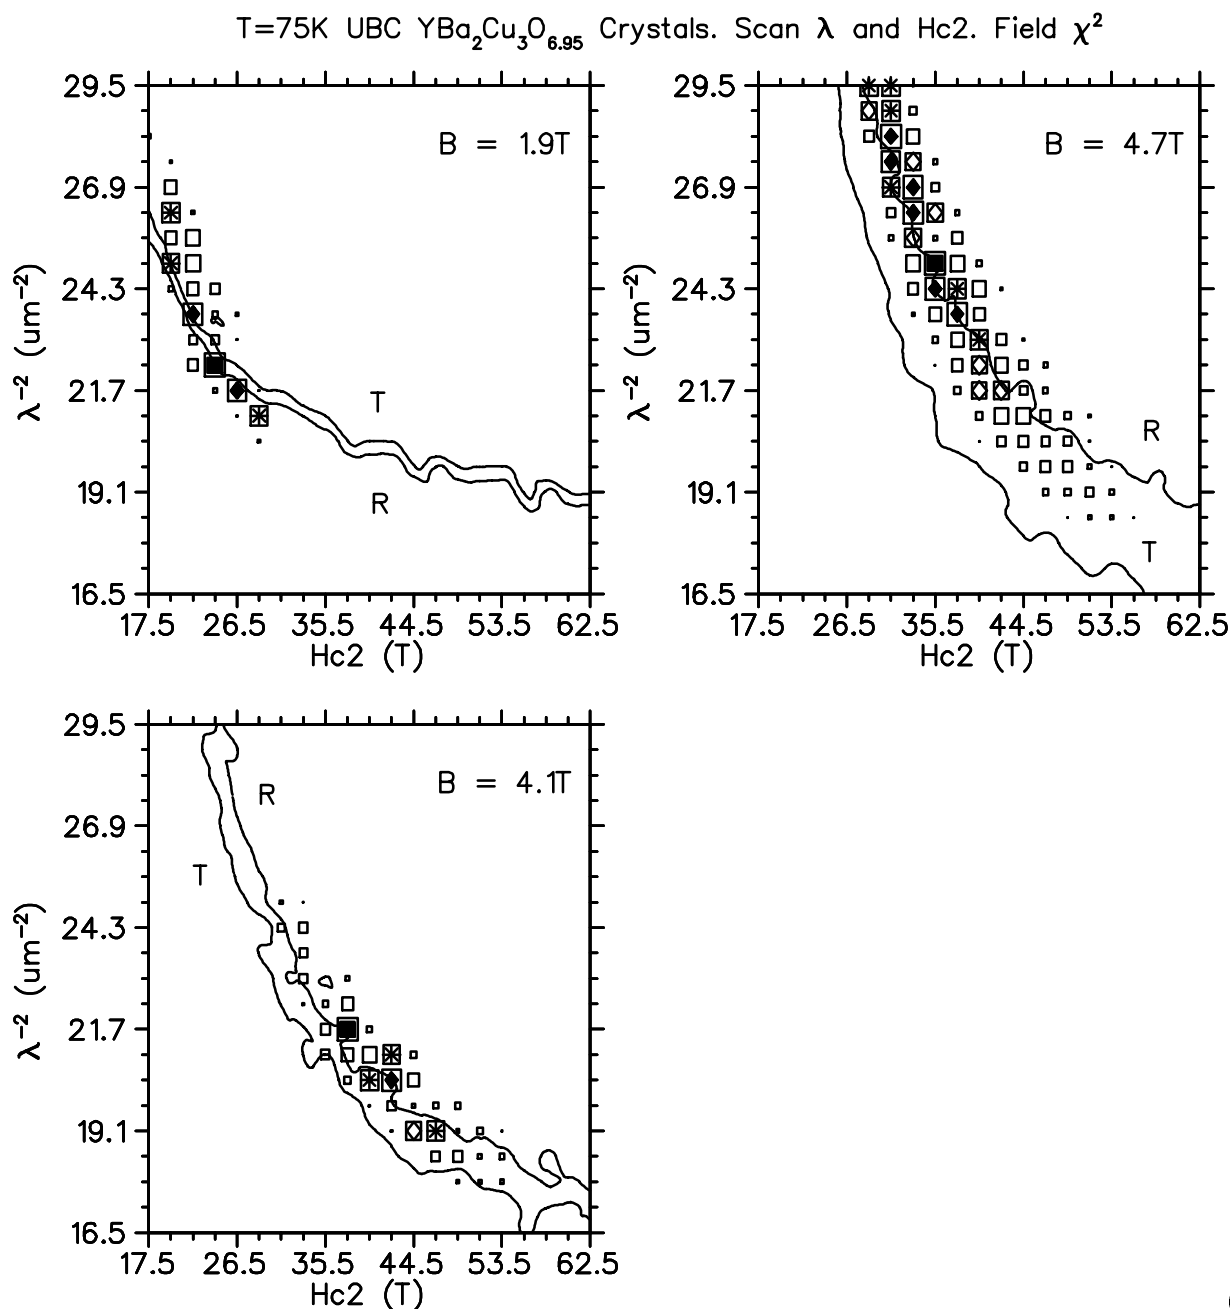 T=75K UBC YBa₂Cu₃O₆.₉₅ Crystals. Scan λ and Hc2. Field χ²
29.5
26.9
24.3
21.7
19.1
16.5
λ⁻² (um⁻²)
B = 1.9T
T
R
17.5 26.5 35.5 44.5 53.5 62.5
Hc2 (T)
29.5
26.9
24.3
21.7
19.1
16.5
λ⁻² (um⁻²)
B = 4.7T
R
T
17.5 26.5 35.5 44.5 53.5 62.5
Hc2 (T)
29.5
26.9
24.3
21.7
19.1
16.5
λ⁻² (um⁻²)
B = 4.1T
R
T
17.5 26.5 35.5 44.5 53.5 62.5
Hc2 (T)